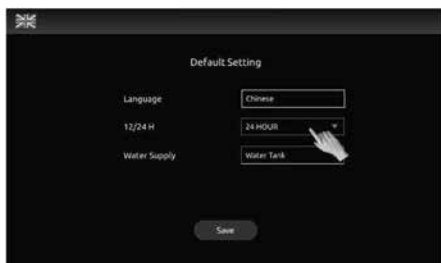 Default Setting
Language
Chinese
12/24 H
24 HOUR
Water Supply
Water Tank
Save